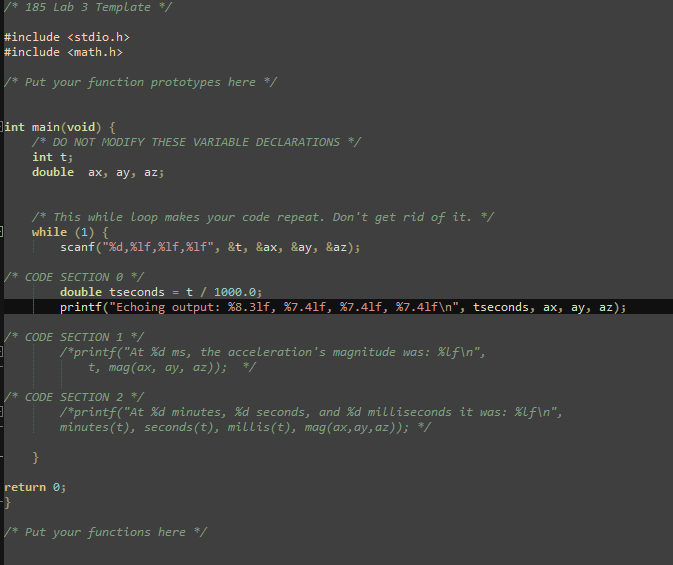 /* 185 Lab 3 Template */
#include <stdio.h>
#include <math.h>
/* Put your function prototypes here */
int main(void) {
/* DO NOT MODIFY THESE VARIABLE DECLARATIONS */
int t;
double  ax, ay, az;
/* This while loop makes your code repeat. Don't get rid of it. */
while (1) {
scanf("%d,%lf,%lf,%lf", &t, &ax, &ay, &az);
/* CODE SECTION 0 */
double tseconds = t / 1000.0;
printf("Echoing output: %8.3lf, %7.4lf, %7.4lf, %7.4lf\n", tseconds, ax, ay, az);
/* CODE SECTION 1 */
/*printf("At %d ms, the acceleration's magnitude was: %lf\n",
t, mag(ax, ay, az));  */
/* CODE SECTION 2 */
/*printf("At %d minutes, %d seconds, and %d milliseconds it was: %lf\n",
minutes(t), seconds(t), millis(t), mag(ax,ay,az)); */
}
return 0;
}
/* Put your functions here */